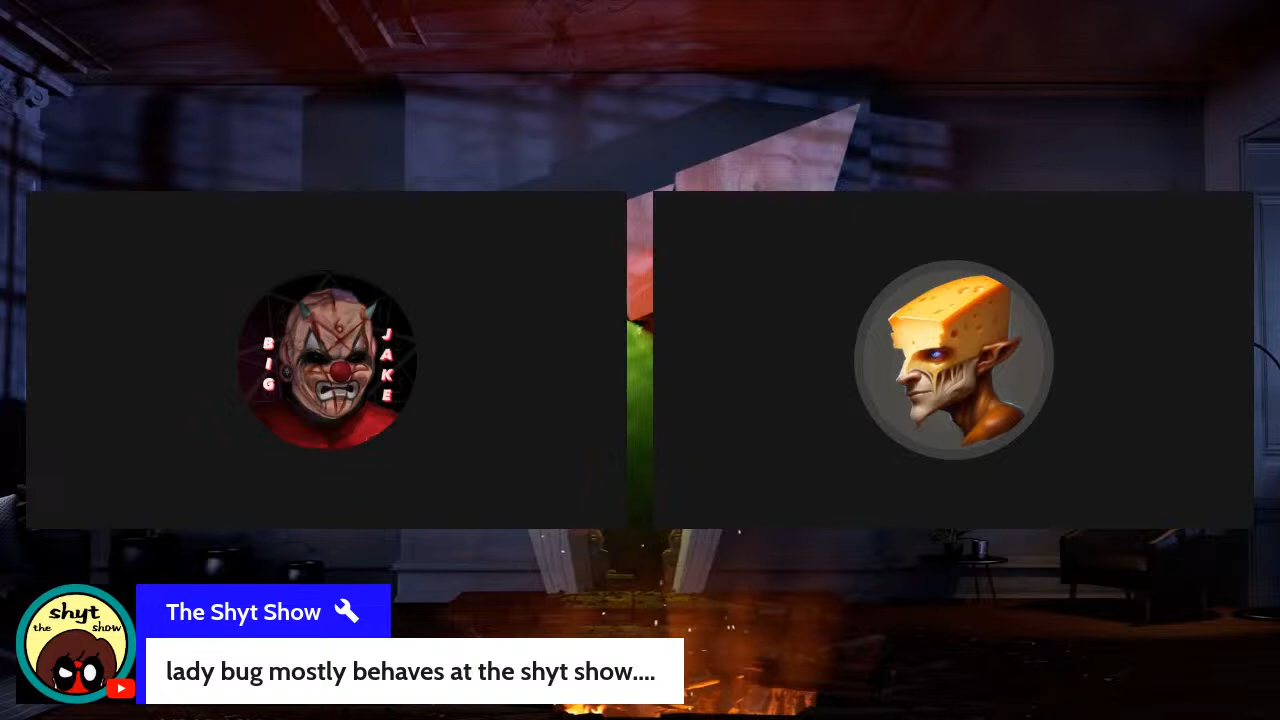 BIG
JAKE
shyt
the show
The Shyt Show
lady bug mostly behaves at the shyt show....